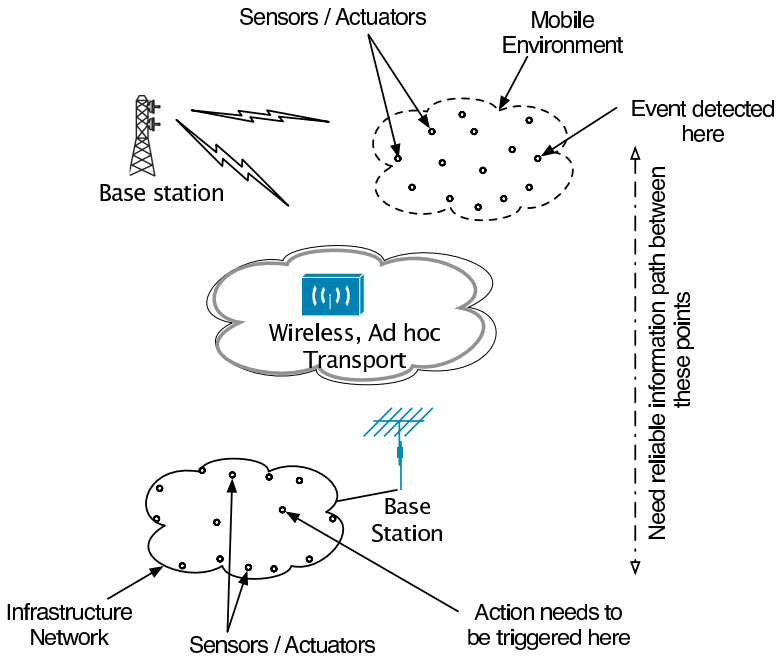 Sensors / Actuators
Mobile
Environment
Event detected
here
Base station
Need reliable information path between
these points
Wireless, Ad hoc
Transport
Base
Station
Infrastructure
Network
Sensors / Actuators
Action needs to
be triggered here